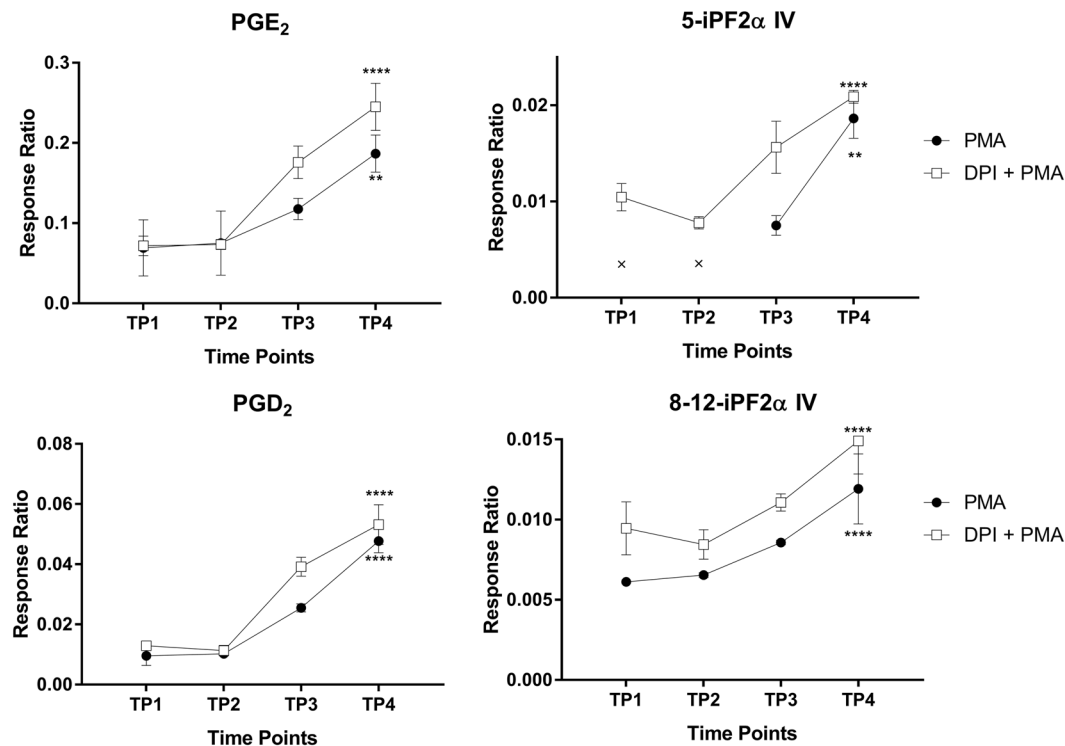 PGE₂
Response Ratio
0.3
0.2
0.1
0.0
****
**
TP1 TP2 TP3 TP4
Time Points
5-iPF2α IV
Response Ratio
0.02
0.01
0.00
****
**
× ×
TP1 TP2 TP3 TP4
Time Points
PMA
DPI + PMA
PGD₂
Response Ratio
0.08
0.06
0.04
0.02
0.00
****
****
TP1 TP2 TP3 TP4
Time Points
8-12-iPF2α IV
Response Ratio
0.015
0.010
0.005
0.000
****
****
TP1 TP2 TP3 TP4
Time Points
PMA
DPI + PMA